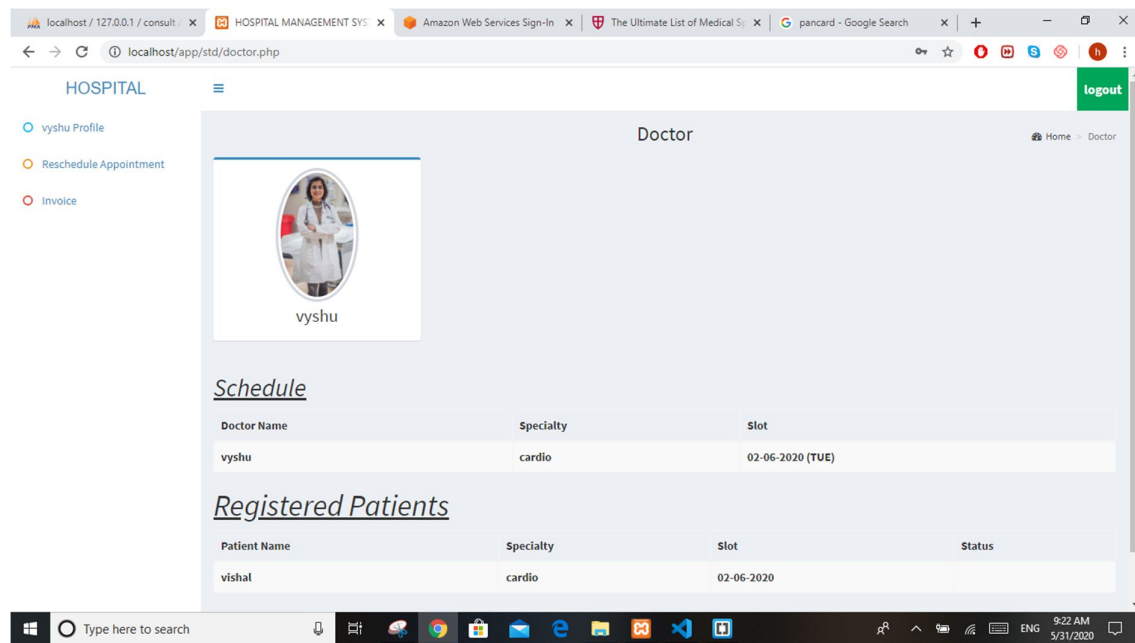 localhost / 127.0.0.1 / consult /
HOSPITAL MANAGEMENT SYS
Amazon Web Services Sign-In
The Ultimate List of Medical Sp
pancard - Google Search
localhost/app/std/doctor.php
h
HOSPITAL
logout
vyshu Profile
Reschedule Appointment
Invoice
Doctor
Home > Doctor
vyshu
Schedule
Doctor Name Specialty Slot
vyshu cardio 02-06-2020 (TUE)
Registered Patients
Patient Name Specialty Slot Status
vishal cardio 02-06-2020
Type here to search
ENG
9:22 AM
5/31/2020